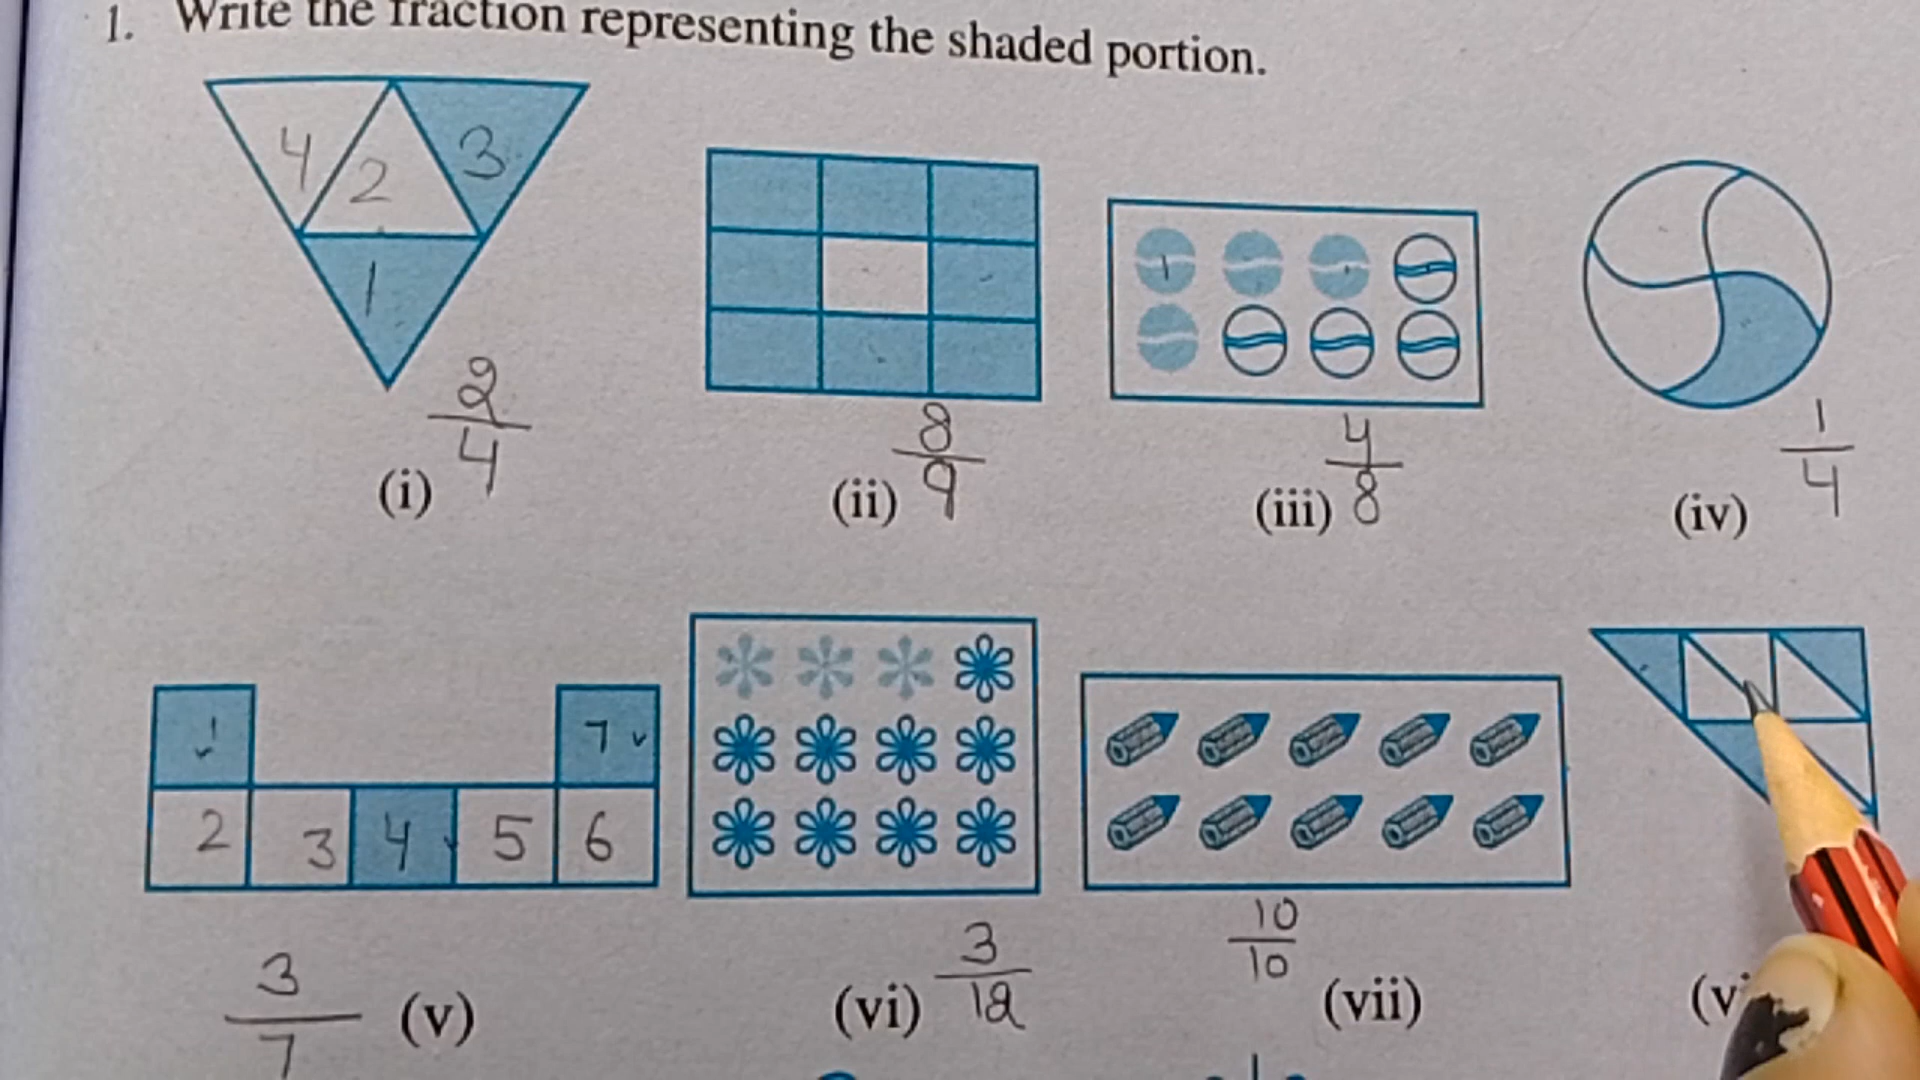 1. Write the fraction representing the shaded portion.
4 2 3
1
2/4
(i)
8/9
(ii)
4/8
(iii)
1/4
(iv)
1 7
2 3 4 5 6
3/7
(v)
(vi)
3/12
10/10
(vii)